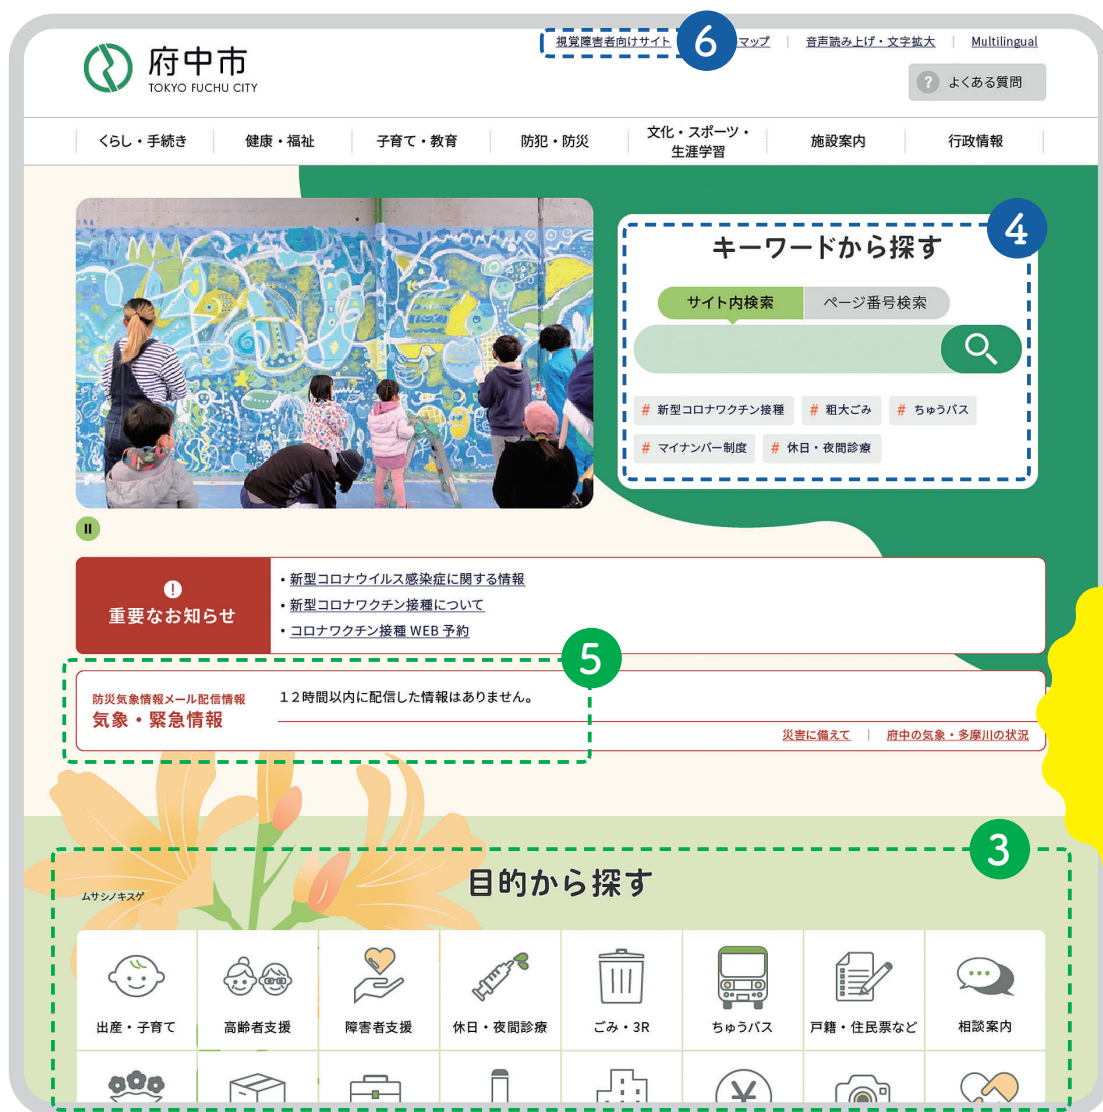 府中市
TOKYO FUCHU CITY
視覚障害者向けサイト
6
マップ
音声読み上げ・文字拡大
Multilingual
? よくある質問
くらし・手続き
健康・福祉
子育て・教育
防犯・防災
文化・スポーツ・
生涯学習
施設案内
行政情報
4
キーワードから探す
サイト内検索
ページ番号検索
# 新型コロナワクチン接種
# 粗大ごみ
# ちゅうバス
# マイナンバー制度
# 休日・夜間診療
重要なお知らせ
・新型コロナウイルス感染症に関する情報
・新型コロナワクチン接種について
・コロナワクチン接種 WEB 予約
5
防災気象情報メール配信情報
気象・緊急情報
12時間以内に配信した情報はありません。
災害に備えて
府中の気象・多摩川の状況
3
目的から探す
ムサシノキスゲ
出産・子育て
高齢者支援
障害者支援
休日・夜間診療
ごみ・3R
ちゅうバス
戸籍・住民票など
相談案内